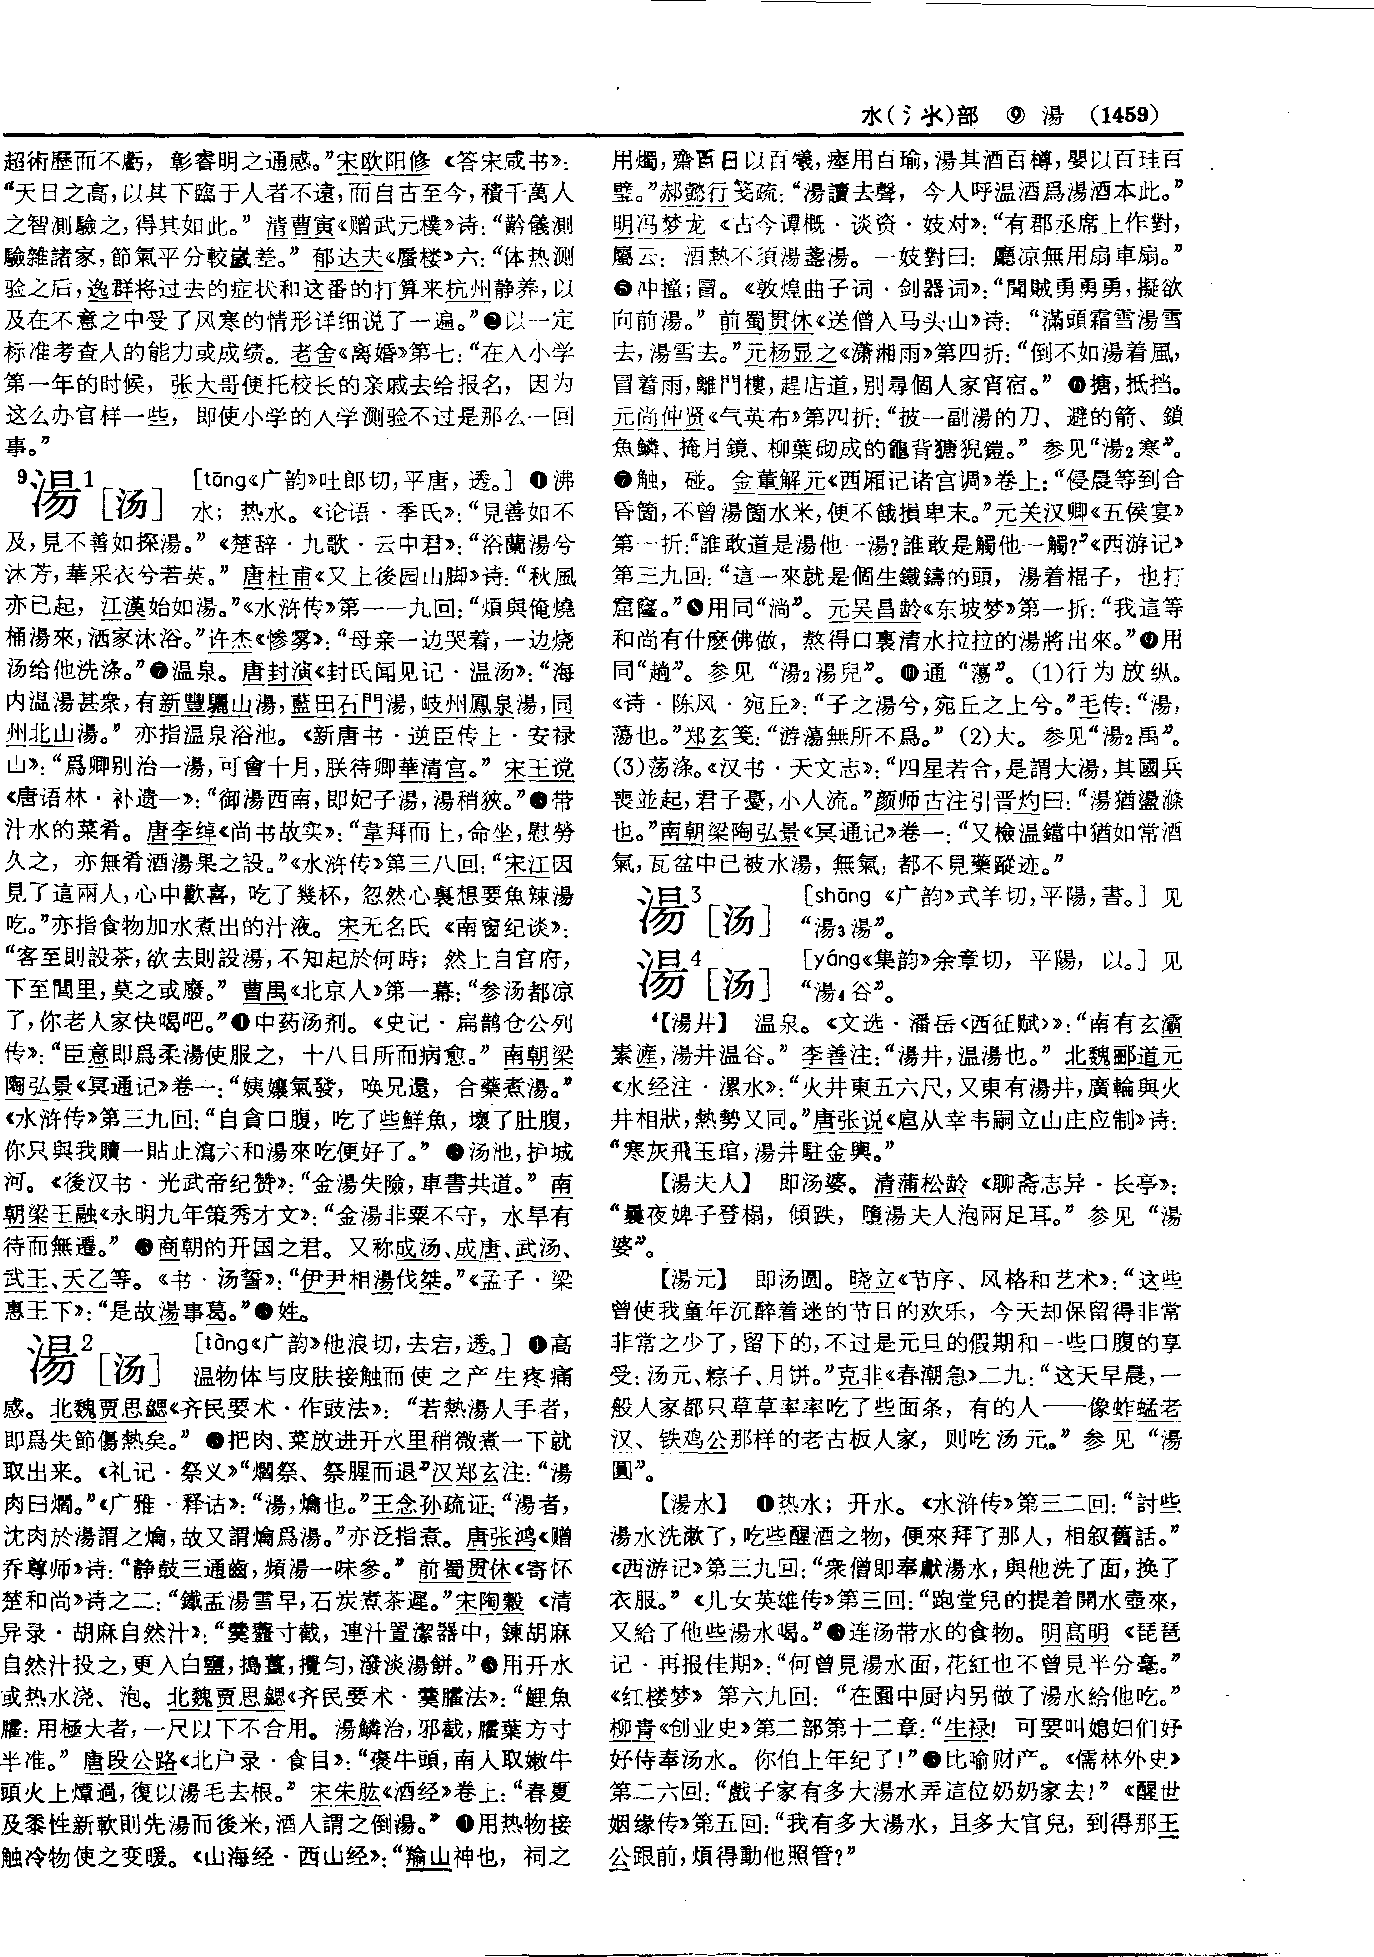 水(氵氺)部 ⑨ 湯 (1459)
超術歷而不虧，彰睿明之通感。”宋欧阳修《答宋咸书》：
“天日之高，以其下臨于人者不遠，而自古至今，積千萬人
之智測驗之，得其如此。” 清曹寅《赠武元樸》诗：“齡儀測
驗雜諸家，節氣平分較歲差。” 郁达夫《蜃楼》六：“体热测
验之后，逸群将过去的症状和这番的打算来杭州静养，以
及在不意之中受了风寒的情形详细说了一遍。”❷以一定
标准考查人的能力或成绩。老舍《离婚》第七：“在入小学
第一年的时候，张大哥便托校长的亲戚去给报名，因为
这么办官样一些，即使小学的入学测验不过是那么一回
事。”
9湯1[汤] [tāng《广韵》吐郎切，平唐，透。] ❶沸
水；热水。《论语·季氏》：“見善如不
及，見不善如探湯。”《楚辞·九歌·云中君》：“浴蘭湯兮
沐芳，華采衣兮若英。” 唐杜甫《又上後园山脚》诗：“秋風
亦已起，江漢始如湯。”《水浒传》第一一九回：“煩與俺燒
桶湯來，洒家沐浴。”许杰《惨雾》：“母亲一边哭着，一边烧
汤给他洗涤。”❷温泉。唐封演《封氏闻见记·温汤》：“海
内温湯甚衆，有新豐驪山湯，藍田石門湯，岐州鳳泉湯，同
州北山湯。” 亦指温泉浴池。《新唐书·逆臣传上·安禄
山》：“爲卿别治一湯，可會十月，朕待卿華清宫。” 宋王谠
《唐语林·补遗一》：“御湯西南，即妃子湯，湯稍狹。”❸带
汁水的菜肴。唐李绰《尚书故实》：“韋拜而上，命坐，慰勞
久之，亦無肴酒湯果之設。”《水浒传》第三八回：“宋江因
見了這兩人，心中歡喜，吃了幾杯，忽然心裏想要魚辣湯
吃。”亦指食物加水煮出的汁液。宋无名氏《南窗纪谈》：
“客至則設茶，欲去則設湯，不知起於何時；然上自官府，
下至閭里，莫之或廢。” 曹禺《北京人》第一幕：“参汤都凉
了，你老人家快喝吧。”❹中药汤剂。《史记·扁鹊仓公列
传》：“臣意即爲柔湯使服之，十八日所而病愈。” 南朝梁
陶弘景《冥通记》卷一：“姨孃氣發，唤兄還，合藥煮湯。”
《水浒传》第三九回：“自貪口腹，吃了些鮮魚，壞了肚腹，
你只與我贖一貼止瀉六和湯來吃便好了。” ❺汤池，护城
河。《後汉书·光武帝纪赞》：“金湯失險，車書共道。” 南
朝梁王融《永明九年策秀才文》：“金湯非粟不守，水旱有
待而無遷。” ❻商朝的开国之君。又称成汤、成唐、武汤、
武王、天乙等。《书·汤誓》：“伊尹相湯伐桀。”《孟子·梁
惠王下》：“是故湯事葛。”❼姓。
湯2[汤] [tàng《广韵》他浪切，去宕，透。] ❶高
温物体与皮肤接触而使之产生疼痛
感。北魏贾思勰《齐民要术·作豉法》：“若熱湯人手者，
即爲失節傷熱矣。” ❷把肉、菜放进开水里稍微煮一下就
取出来。《礼记·祭义》“爓祭、祭腥而退”汉郑玄注：“湯
肉曰爓。”《广雅·释诂》：“湯，爚也。”王念孙疏证：“湯者，
沈肉於湯謂之爚，故又謂爚爲湯。”亦泛指煮。唐张鸿《赠
乔尊师》诗：“静鼓三通齒，頻湯一味参。” 前蜀贯休《寄怀
楚和尚》诗之二：“鐵盂湯雪早，石炭煮茶遲。”宋陶穀《清
异录·胡麻自然汁》：“羹虀寸截，連汁置潔器中，鍊胡麻
自然汁投之，更入白鹽，搗薑，攪匀，潑淡湯餅。”❸用开水
或热水浇、泡。北魏贾思勰《齐民要术·羹臛法》：“鯉魚
臛：用極大者，一尺以下不合用。湯鱗治，邪截，臛葉方寸
半准。” 唐段公路《北户录·食目》：“褒牛頭，南人取嫩牛
頭火上燂過，復以湯毛去根。” 宋朱肱《酒经》卷上：“春夏
及黍性新軟則先湯而後米，酒人謂之倒湯。” ❹用热物接
触冷物使之变暖。《山海经·西山经》：“羭山神也，祠之
用燭，齋百日以百犧，瘞用百瑜，湯其酒百樽，嬰以百珪百
璧。”郝懿行笺疏：“湯讀去聲，今人呼温酒爲湯酒本此。”
明冯梦龙《古今谭概·谈资·妓对》：“有郡丞席上作對，
屬云：酒熱不須湯盞湯。一妓對曰：廳凉無用扇車扇。”
❺冲撞；冒。《敦煌曲子词·剑器词》：“聞賊勇勇勇，擬欲
向前湯。” 前蜀贯休《送僧入马头山》诗：“滿頭霜雪湯雪
去，湯雪去。”元杨显之《潇湘雨》第四折：“倒不如湯着風，
冒着雨，離門樓，趕店道，别尋個人家宵宿。” ❻搪，抵挡。
元尚仲贤《气英布》第四折：“披一副湯的刀、避的箭、鎖
魚鱗、掩月鏡、柳葉砌成的龜背猢猊鎧。” 参见“湯2寒”。
❼触，碰。金董解元《西厢记诸宫调》卷上：“侵晨等到合
昏箇，不曾湯箇水米，便不餓損卑末。”元关汉卿《五侯宴》
第一折：“誰敢道是湯他一湯？誰敢是觸他一觸？”《西游记》
第三九回：“這一來就是個生鐵鑄的頭，湯着棍子，也打
窟窿。”❽用同“淌”。元吴昌龄《东坡梦》第一折：“我這等
和尚有什麽佛做，熬得口裏清水拉拉的湯將出來。”❾用
同“趟”。参见“湯2湯兒”。❿通“蕩”。(1)行为放纵。
《诗·陈风·宛丘》：“子之湯兮，宛丘之上兮。”毛传：“湯，
蕩也。”郑玄笺：“游蕩無所不爲。” (2)大。参见“湯2禹”。
(3)荡涤。《汉书·天文志》：“四星若合，是謂大湯，其國兵
喪並起，君子憂，小人流。”颜师古注引晋灼曰：“湯猶盪滌
也。”南朝梁陶弘景《冥通记》卷一：“又檢温鐺中猶如常酒
氣，瓦盆中已被水湯，無氣，都不見藥蹤迹。”
湯3[汤] [shāng《广韵》式羊切，平陽，書。] 见
“湯3湯”。
湯4[汤] [yáng《集韵》余章切，平陽，以。] 见
“湯4谷”。
【湯井】 温泉。《文选·潘岳〈西征赋〉》：“南有玄灞
素滻，湯井温谷。” 李善注：“湯井，温湯也。” 北魏郦道元
《水经注·漯水》：“火井東五六尺，又東有湯井，廣輪與火
井相狀，熱勢又同。”唐张说《扈从幸韦嗣立山庄应制》诗：
“寒灰飛玉琯，湯井駐金輿。”
【湯夫人】 即汤婆。清蒲松龄《聊斋志异·长亭》：
“曩夜婢子登榻，傾跌，墮湯夫人泡兩足耳。” 参见“湯
婆”。
【湯元】 即汤圆。晓立《节序、风格和艺术》：“这些
曾使我童年沉醉着迷的节日的欢乐，今天却保留得非常
非常之少了，留下的，不过是元旦的假期和一些口腹的享
受：汤元、粽子、月饼。”克非《春潮急》二九：“这天早晨，一
般人家都只草草率率吃了些面条，有的人——像蚱蜢老
汉、铁鸡公那样的老古板人家，则吃汤元。” 参见“湯
圓”。
【湯水】 ❶热水；开水。《水浒传》第三二回：“討些
湯水洗漱了，吃些醒酒之物，便來拜了那人，相叙舊話。”
《西游记》第三九回：“衆僧即奉獻湯水，與他洗了面，换了
衣服。”《儿女英雄传》第三回：“跑堂兒的提着開水壺來，
又給了他些湯水喝。”❷连汤带水的食物。明高明《琵琶
记·再报佳期》：“何曾見湯水面，花紅也不曾見半分毫。”
《红楼梦》第六九回：“在園中厨内另做了湯水給他吃。”
柳青《创业史》第二部第十二章：“生禄！可要叫媳妇们好
好侍奉汤水。你伯上年纪了！”❸比喻财产。《儒林外史》
第二六回：“戲子家有多大湯水弄這位奶奶家去！”《醒世
姻缘传》第五回：“我有多大湯水，且多大官兒，到得那王
公跟前，煩得動他照管？”